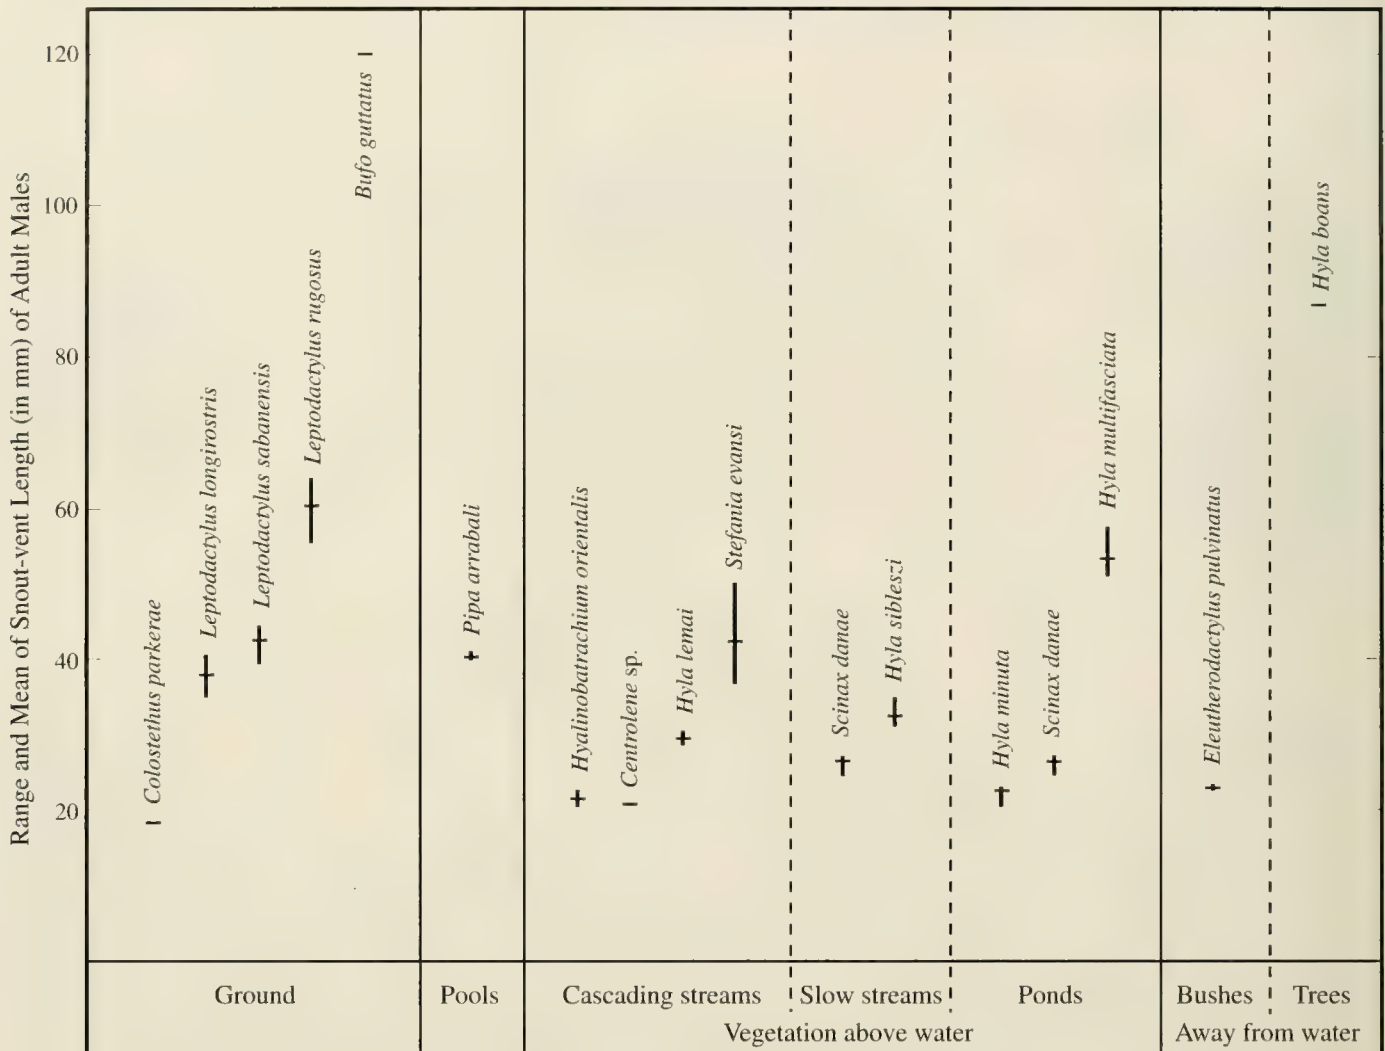 Range and Mean of Snout-vent Length (in mm) of Adult Males
120
100
80
60
40
20
Colostethus parkerae
Leptodactylus longirostris
Leptodactylus sabanensis
Leptodactylus rugosus
Bufo guttatus
Pipa arrabali
Hyalinobatrachium orientalis
Centrolene sp.
Hyla lemai
Stefania evansi
Scinax danae
Hyla sibleszi
Hyla minuta
Scinax danae
Hyla multifasciata
Eleutherodactylus pulvinatus
Hyla boans
Ground
Pools
Cascading streams
Slow streams
Ponds
Bushes
Trees
Vegetation above water
Away from water